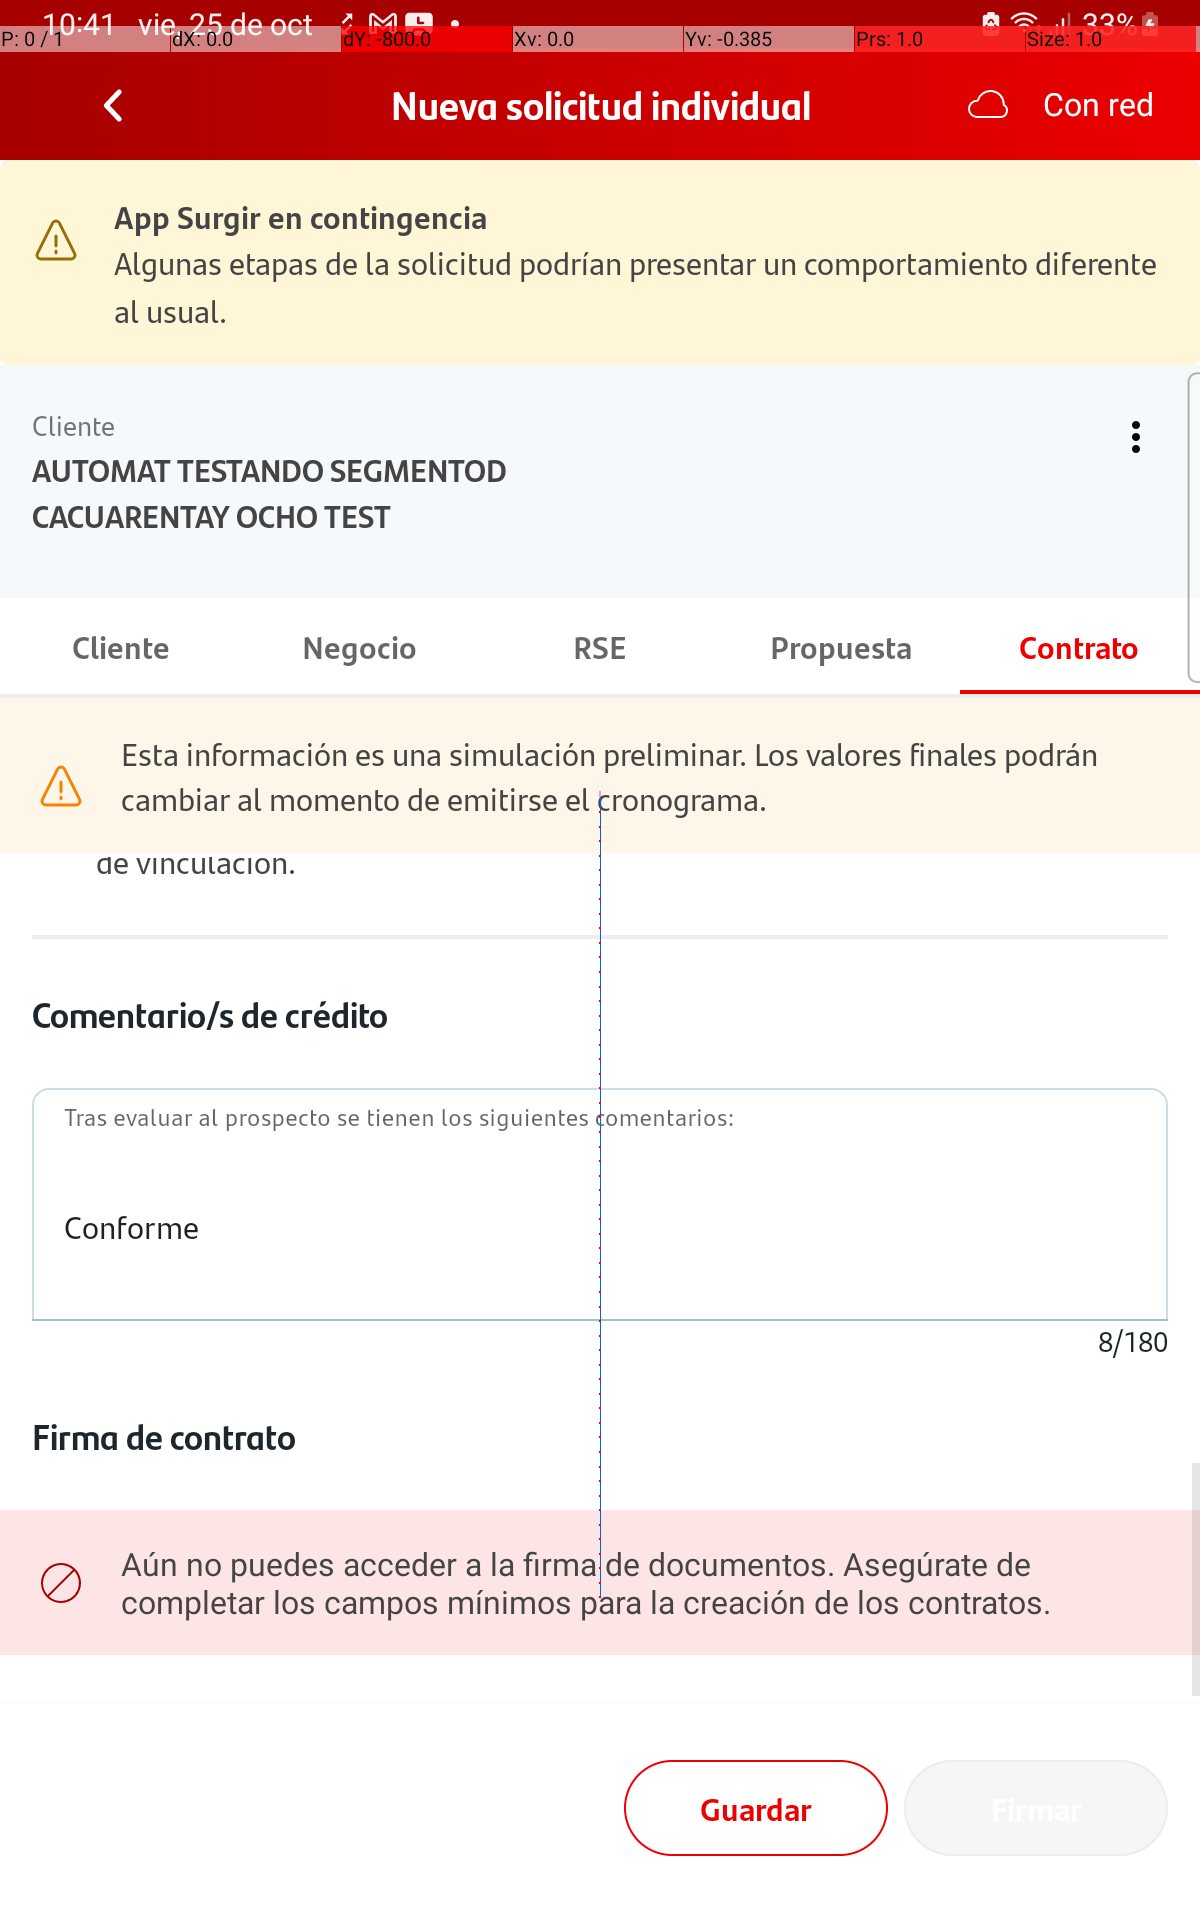 10:41 vie, 25 de oct 33%
P: 0 / 1 dX: 0.0 dY: -800.0 Xv: 0.0 Yv: -0.385 Prs: 1.0 Size: 1.0
Nueva solicitud individual Con red
App Surgir en contingencia
Algunas etapas de la solicitud podrían presentar un comportamiento diferente
al usual.
Cliente
AUTOMAT TESTANDO SEGMENTOD
CACUARENTAY OCHO TEST
Cliente Negocio RSE Propuesta Contrato
Esta información es una simulación preliminar. Los valores finales podrán
cambiar al momento de emitirse el cronograma.
de vinculación.
Comentario/s de crédito
Tras evaluar al prospecto se tienen los siguientes comentarios:
Conforme
8/180
Firma de contrato
Aún no puedes acceder a la firma de documentos. Asegúrate de
completar los campos mínimos para la creación de los contratos.
Guardar Firmar